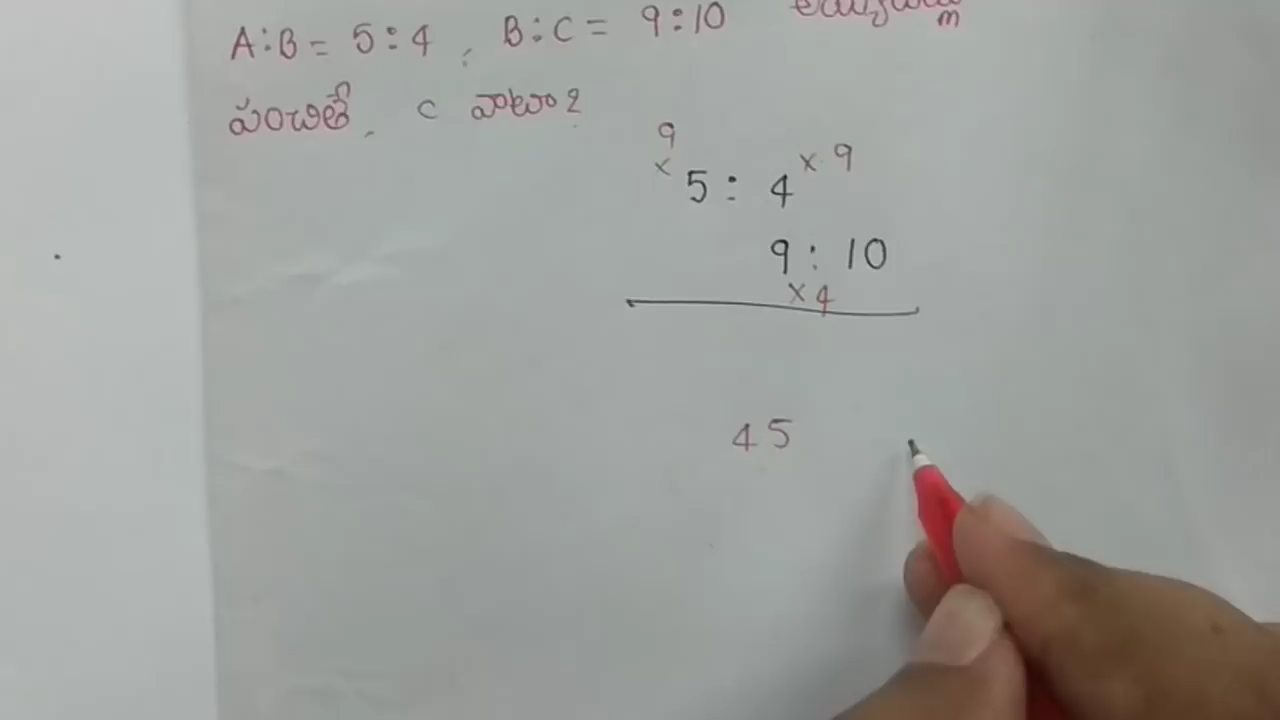 A:B = 5:4, B:C = 9:10
పంచితే, C వాటా?
9
× 5 : 4 × 9
9 : 10
× 4
45